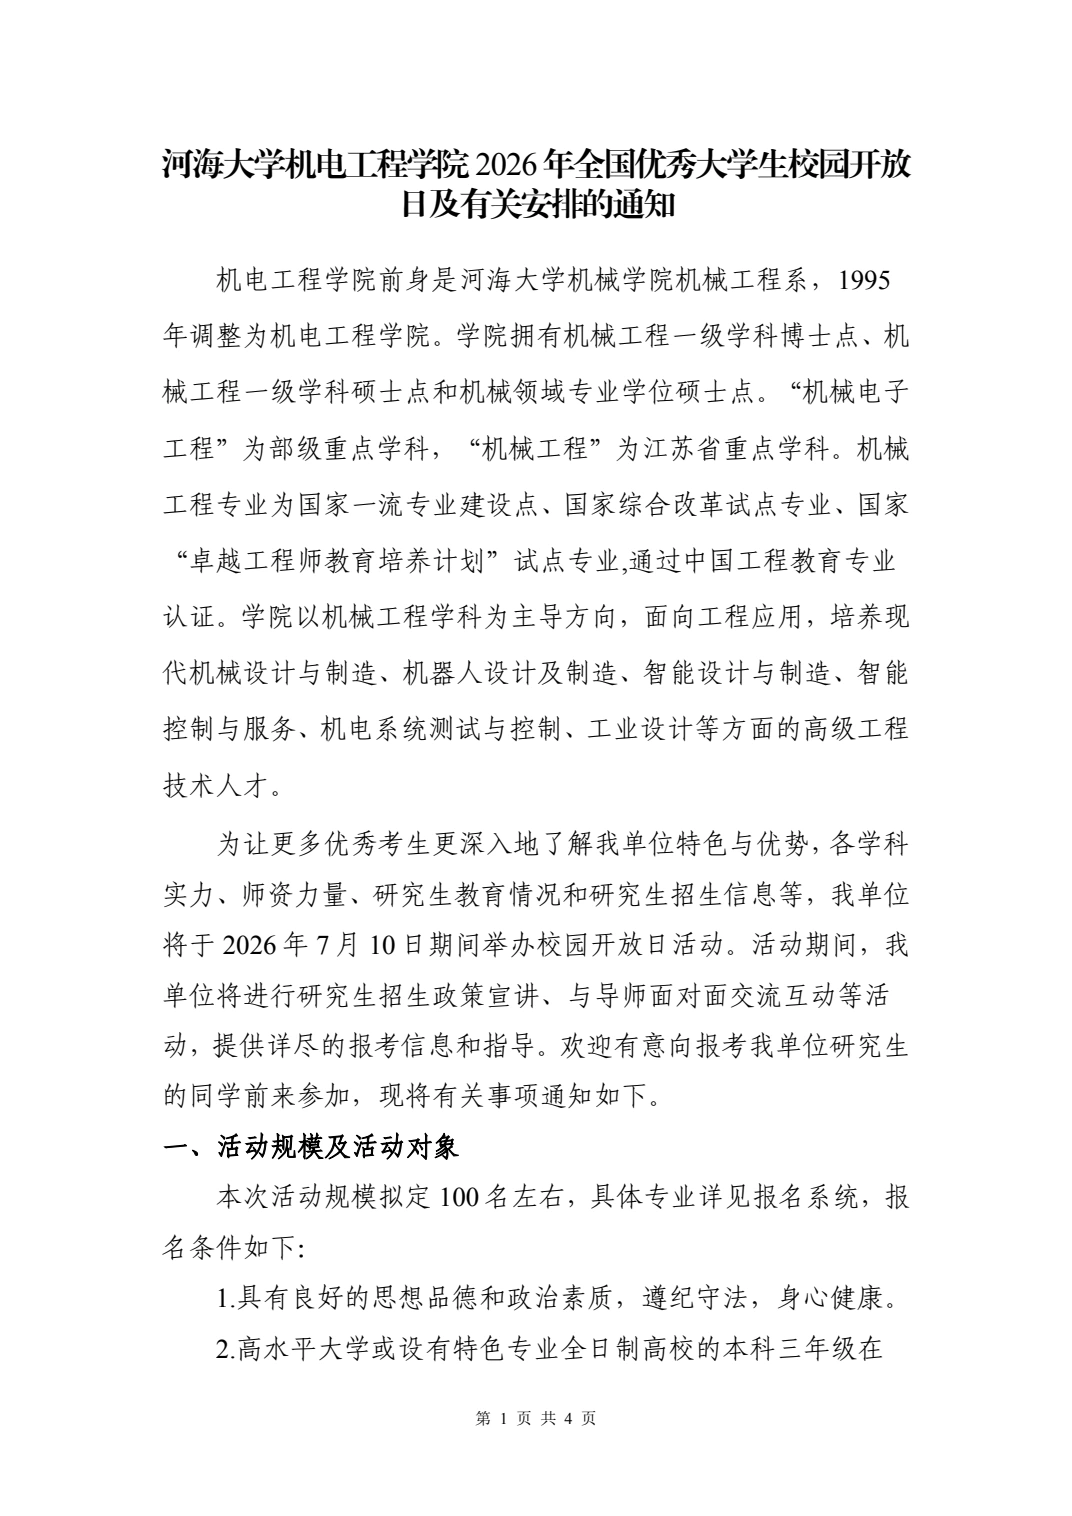 河海大学机电工程学院 2026 年全国优秀大学生校园开放
日及有关安排的通知
机电工程学院前身是河海大学机械学院机械工程系，1995
年调整为机电工程学院。学院拥有机械工程一级学科博士点、机
械工程一级学科硕士点和机械领域专业学位硕士点。“机械电子
工程”为部级重点学科，“机械工程”为江苏省重点学科。机械
工程专业为国家一流专业建设点、国家综合改革试点专业、国家
“卓越工程师教育培养计划”试点专业,通过中国工程教育专业
认证。学院以机械工程学科为主导方向，面向工程应用，培养现
代机械设计与制造、机器人设计及制造、智能设计与制造、智能
控制与服务、机电系统测试与控制、工业设计等方面的高级工程
技术人才。
为让更多优秀考生更深入地了解我单位特色与优势，各学科
实力、师资力量、研究生教育情况和研究生招生信息等，我单位
将于 2026 年 7 月 10 日期间举办校园开放日活动。活动期间，我
单位将进行研究生招生政策宣讲、与导师面对面交流互动等活
动，提供详尽的报考信息和指导。欢迎有意向报考我单位研究生
的同学前来参加，现将有关事项通知如下。
一、活动规模及活动对象
本次活动规模拟定 100 名左右，具体专业详见报名系统，报
名条件如下：
1.具有良好的思想品德和政治素质，遵纪守法，身心健康。
2.高水平大学或设有特色专业全日制高校的本科三年级在
第 1 页 共 4 页